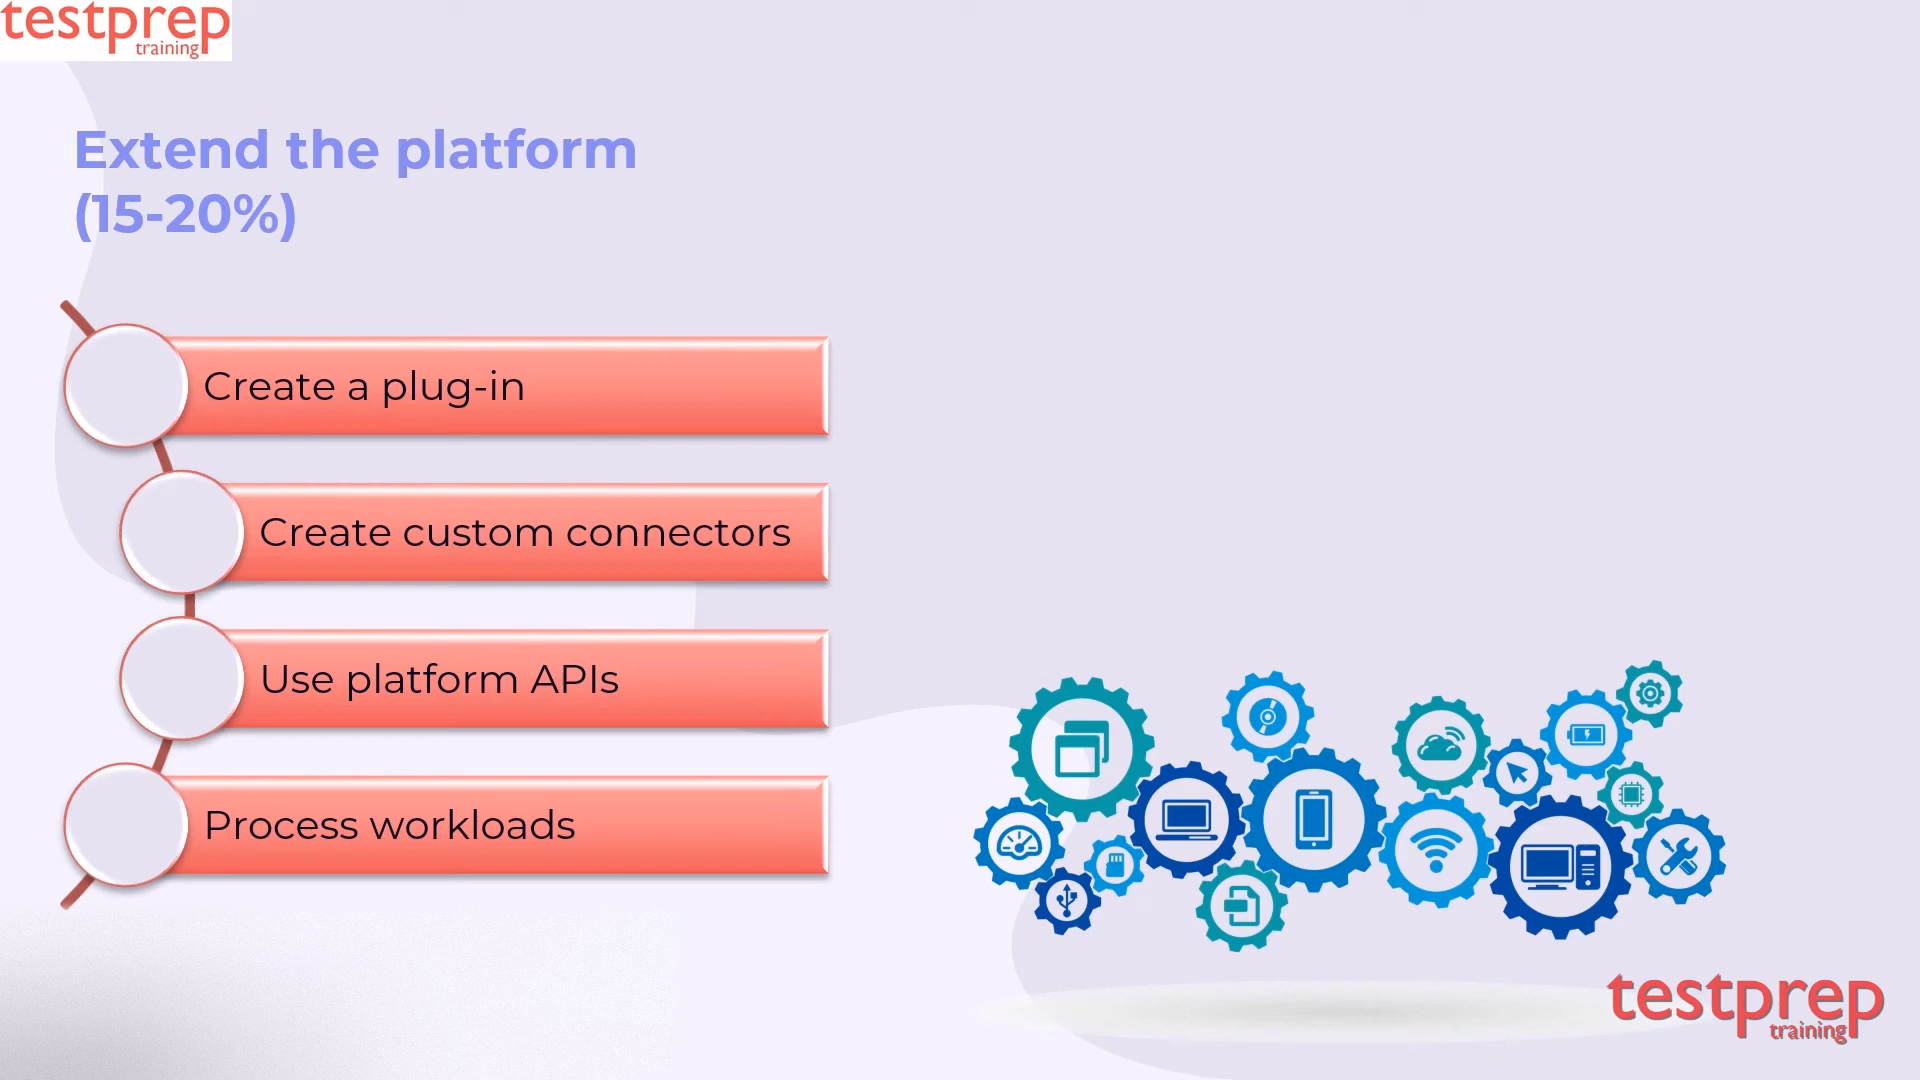 testprep
training
Extend the platform
(15-20%)
Create a plug-in
Create custom connectors
Use platform APIs
Process workloads
testprep
training